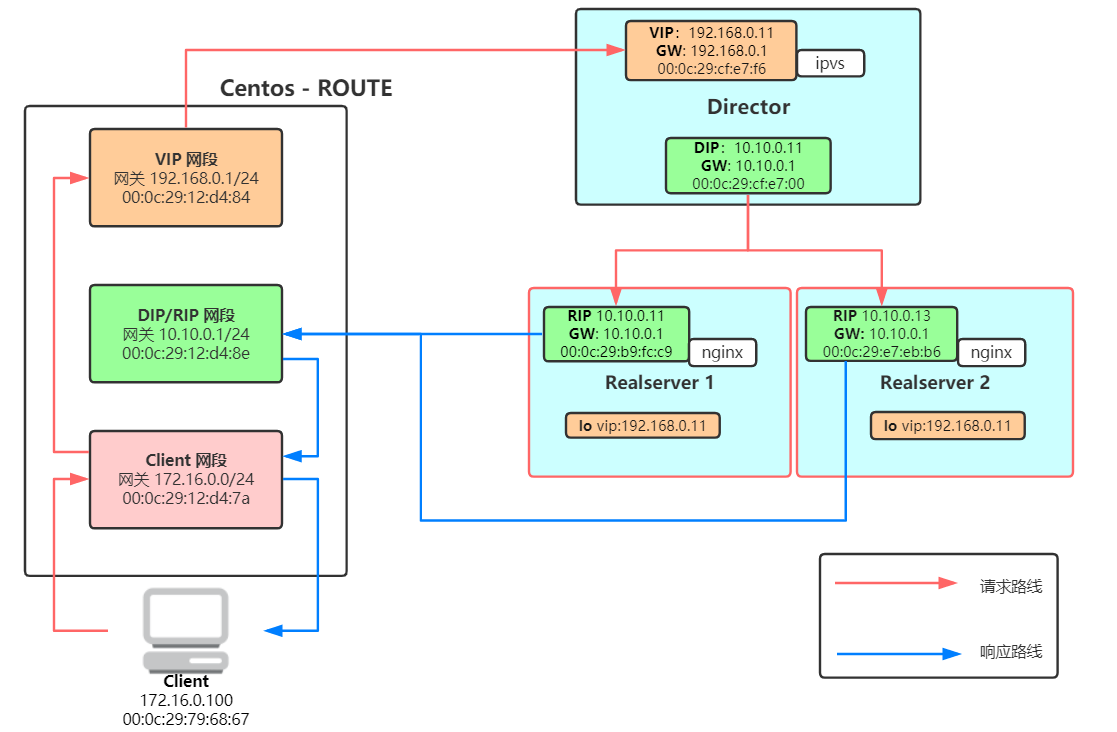 Centos - ROUTE
VIP 网段
网关 192.168.0.1/24
00:0c:29:12:d4:84
DIP/RIP 网段
网关 10.10.0.1/24
00:0c:29:12:d4:8e
Client 网段
网关 172.16.0.0/24
00:0c:29:12:d4:7a
Client
172.16.0.100
00:0c:29:79:68:67
VIP: 192.168.0.11
GW: 192.168.0.1
00:0c:29:cf:e7:f6
ipvs
Director
DIP: 10.10.0.11
GW: 10.10.0.1
00:0c:29:cf:e7:00
RIP 10.10.0.11
GW: 10.10.0.1
00:0c:29:b9:fc:c9
nginx
Realserver 1
lo vip:192.168.0.11
RIP 10.10.0.13
GW: 10.10.0.1
00:0c:29:e7:eb:b6
nginx
Realserver 2
lo vip:192.168.0.11
请求路线
响应路线